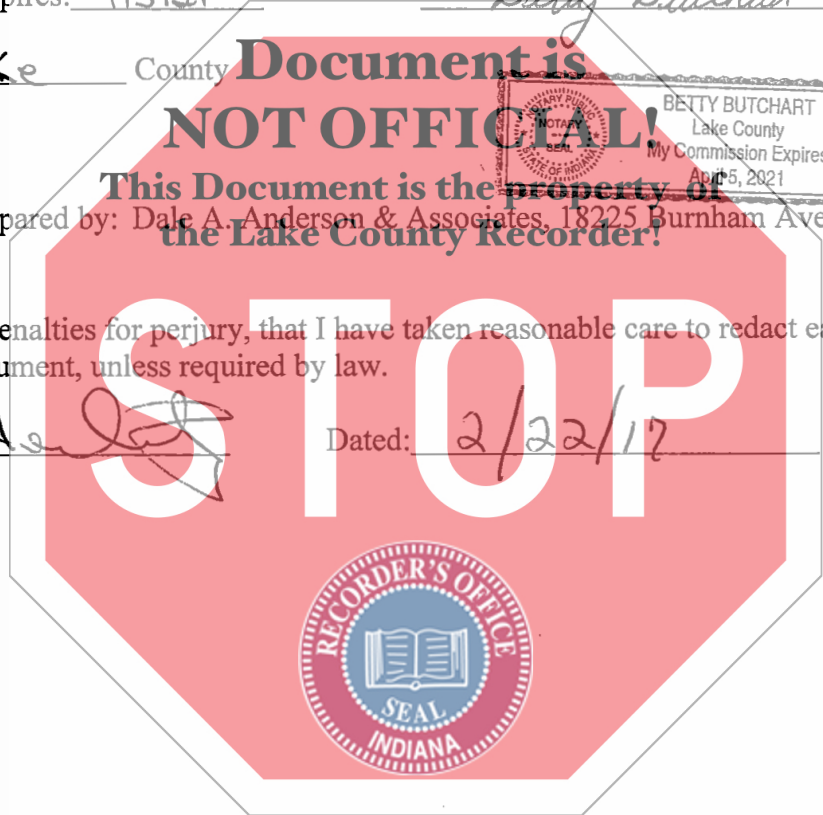 pires:
County
Document is
NOT OFFICIAL!
This Document is the property of
the Lake County Recorder!
NOTARY PUBLIC
NOTARY
SEAL
STATE OF INDIANA
BETTY BUTCHART
Lake County
My Commission Expires
April 5, 2021
pared by: Dale A. Anderson & Associates, 18225 Burnham Ave
enalties for perjury, that I have taken reasonable care to redact ea
ument, unless required by law.
Dated: 2/22/17
STOP
RECORDER'S OFFICE
SEAL
INDIANA